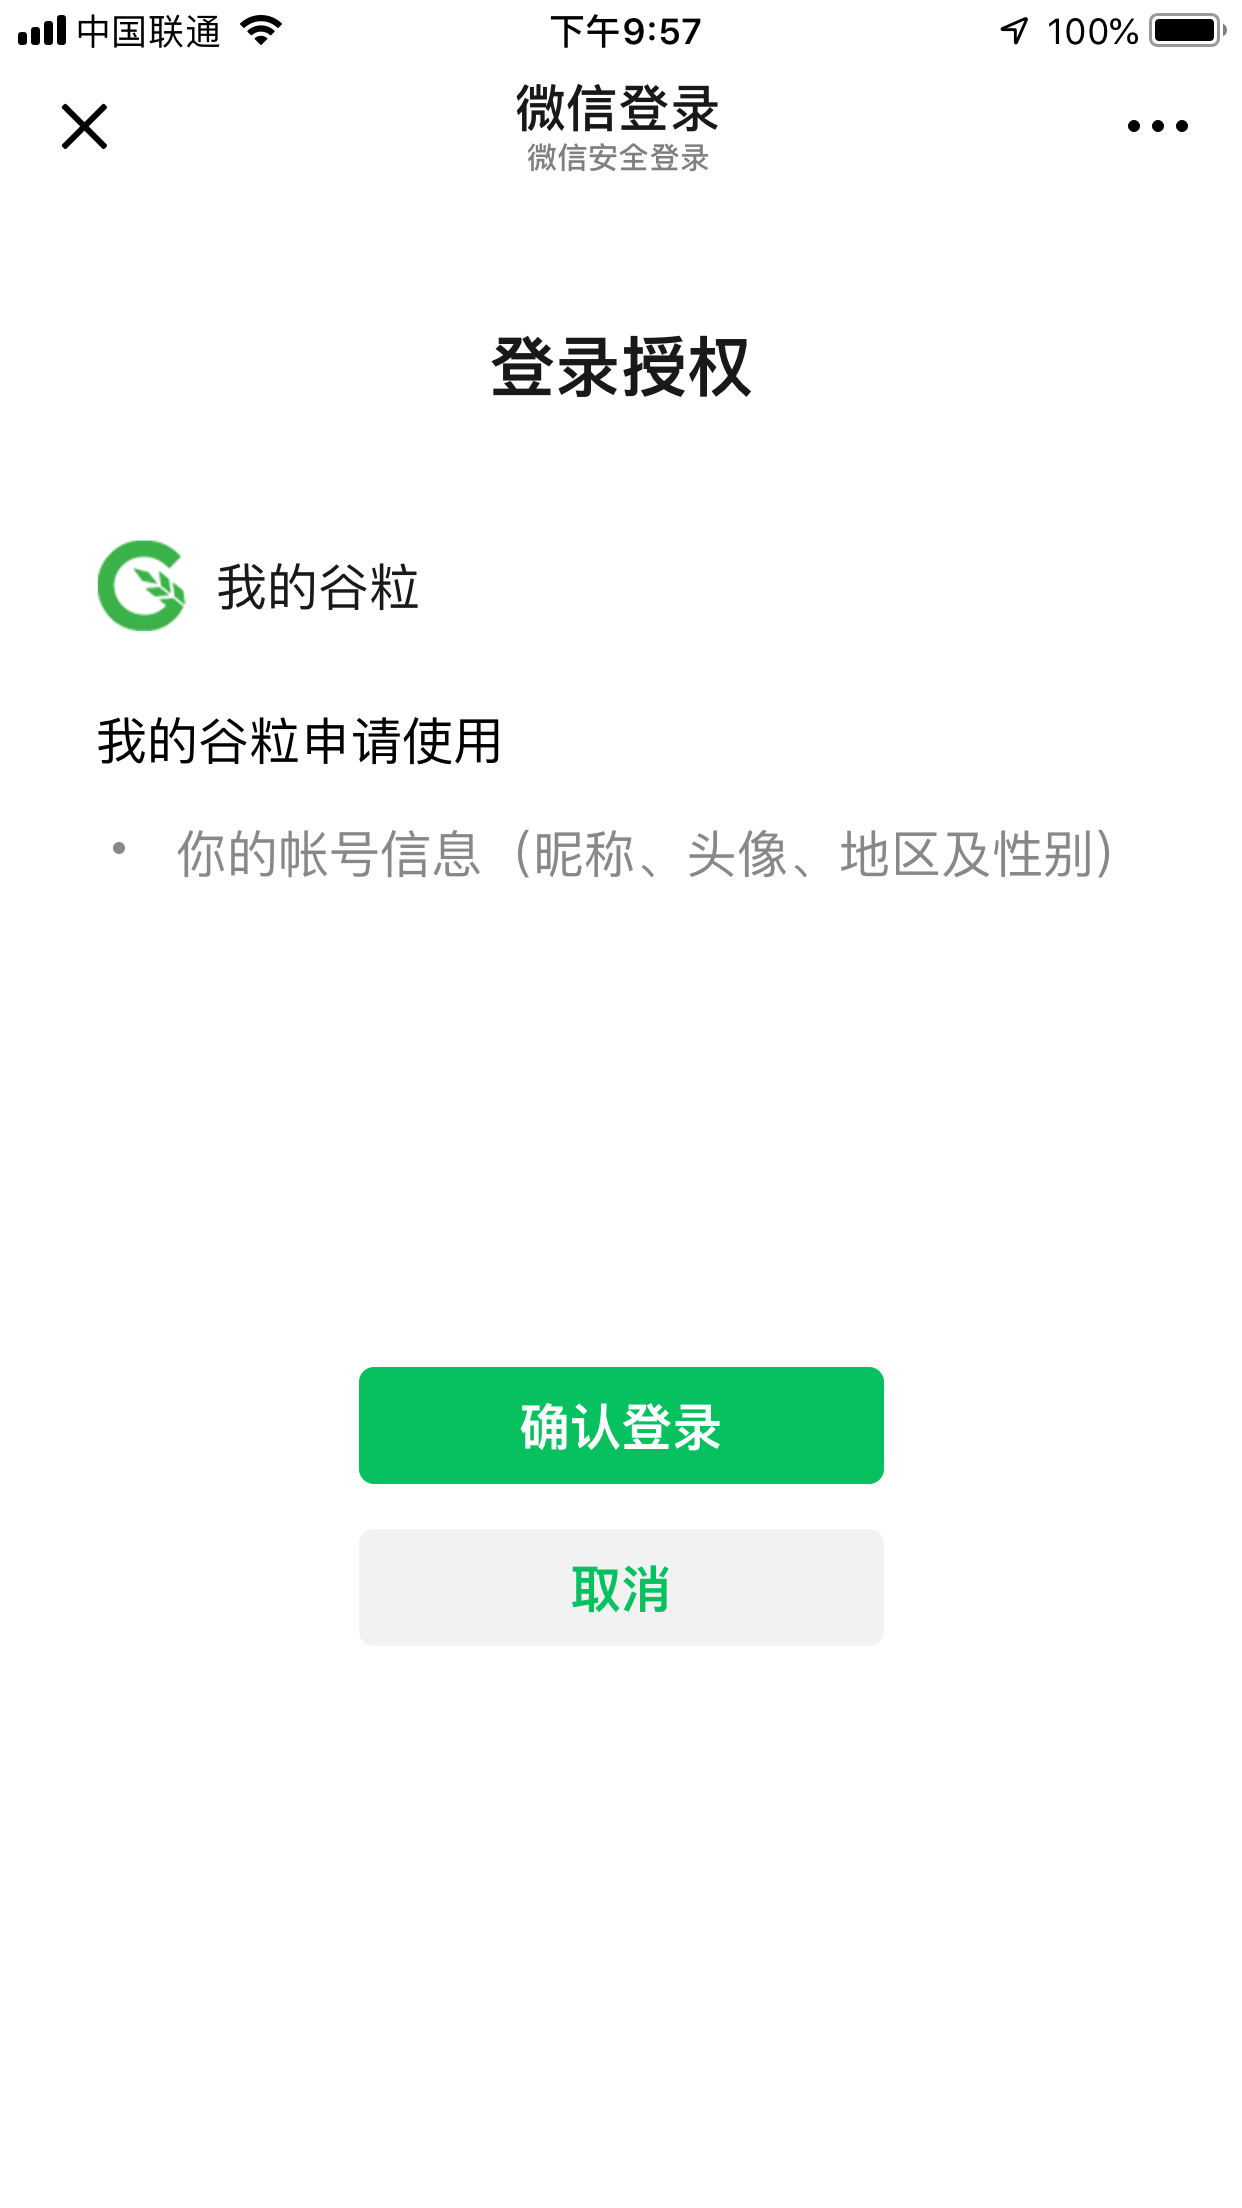 中国联通 下午9:57 100%
微信登录
微信安全登录
登录授权
我的谷粒
我的谷粒申请使用
• 你的帐号信息（昵称、头像、地区及性别）
确认登录
取消